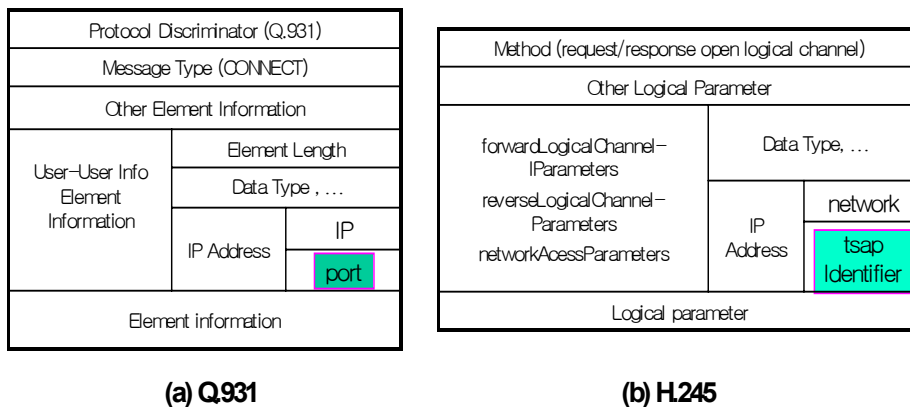 Protocol Discriminator (Q.931)
Message Type (CONNECT)
Other Element Information
User-User Info
Element
Information
Element Length
Data Type , ...
IP Address
IP
port
Element information
(a) Q.931
Method (request/response open logical channel)
Other Logical Parameter
forwardLogicalChannel-
lParameters
reverseLogicalChannel-
Parameters
networkAcessParameters
Data Type, ...
IP
Address
network
tsap
Identifier
Logical parameter
(b) H.245